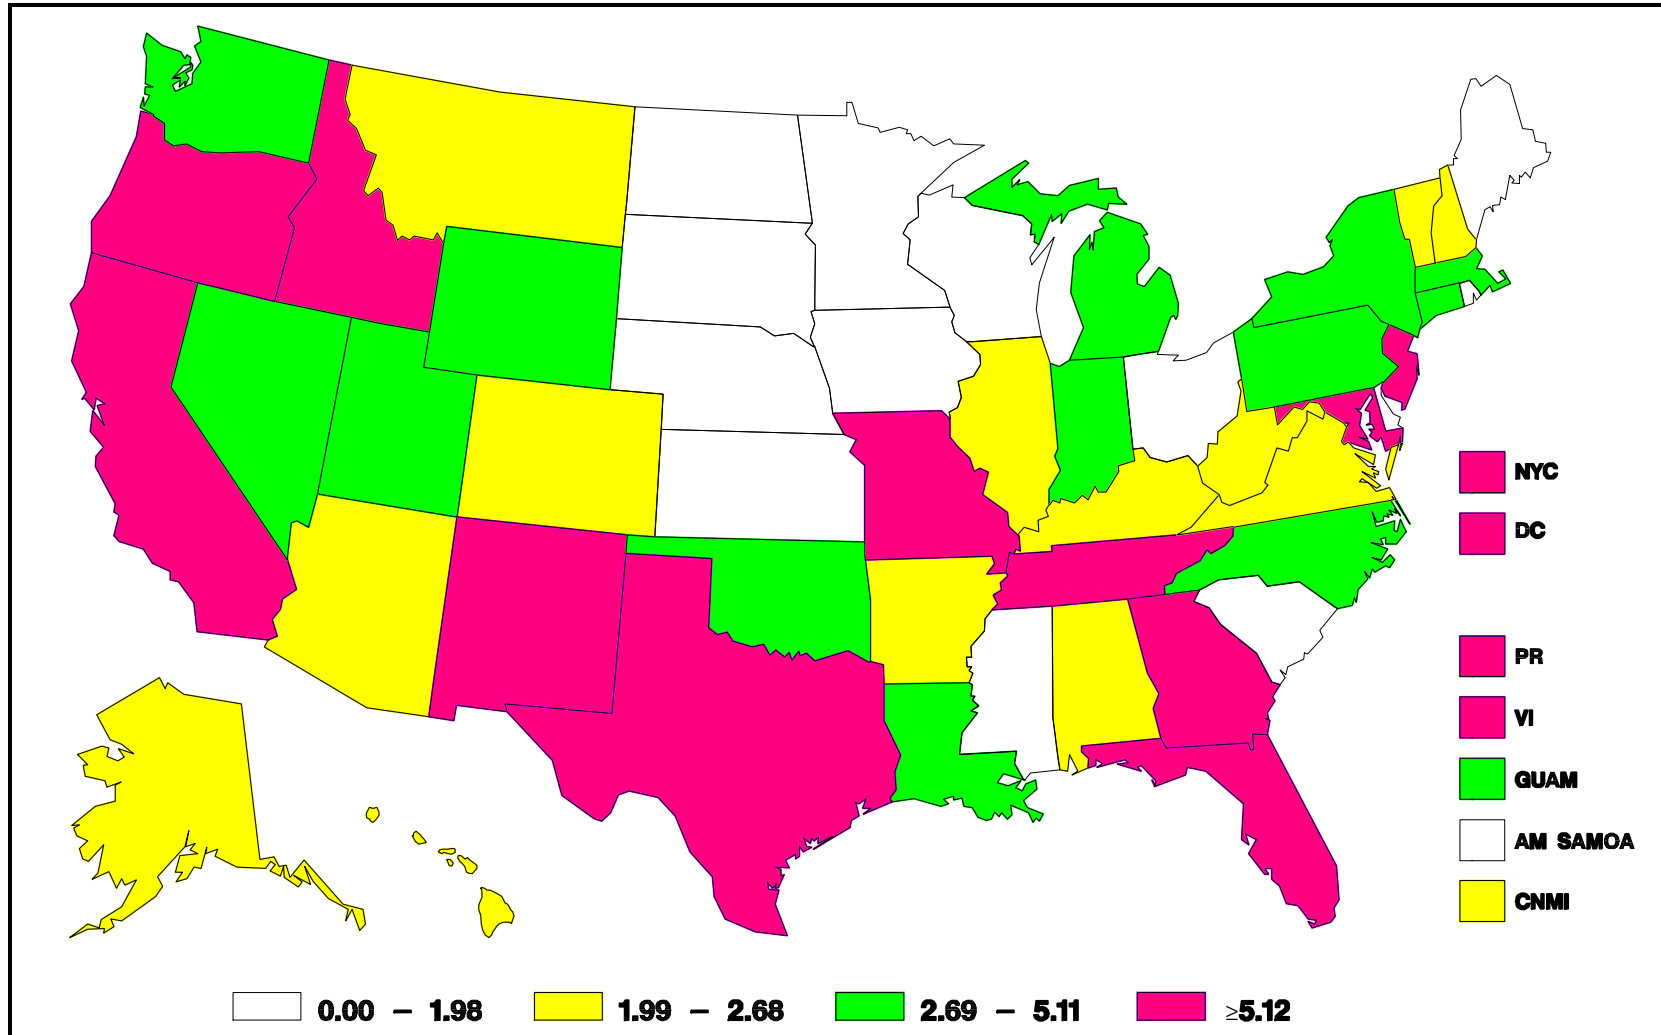 NYC
DC
PR
VI
GUAM
AM SAMOA
CNMI
0.00 – 1.98 1.99 – 2.68 2.69 – 5.11 ≥5.12